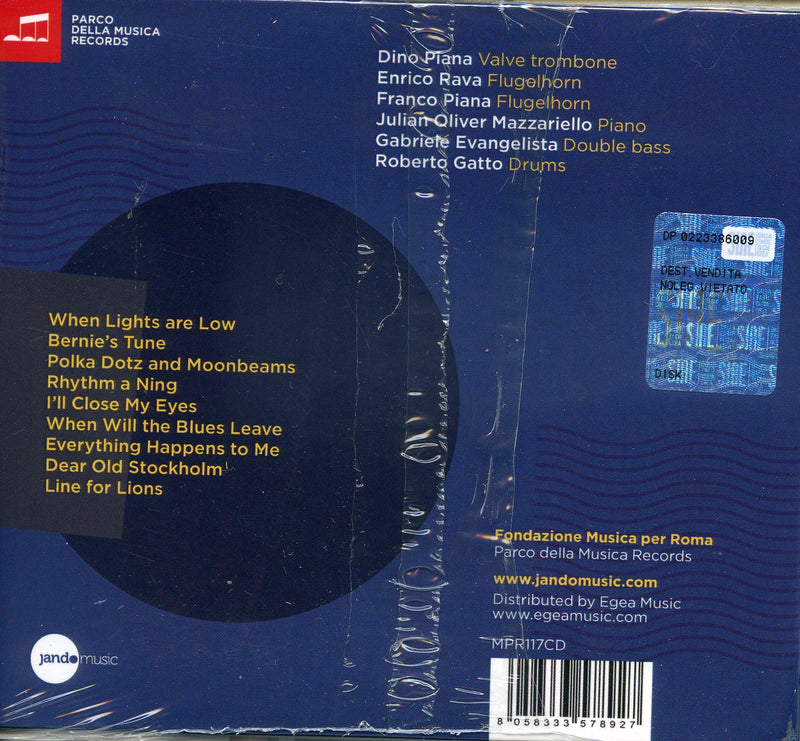 PARCO
DELLA MUSICA
RECORDS
Dino Piana Valve trombone
Enrico Rava Flugelhorn
Franco Piana Flugelhorn
Julian Oliver Mazzariello Piano
Gabriele Evangelista Double bass
Roberto Gatto Drums
DP 0223386009
DEST.VENDITA
NOLEG.VIETATO
SIAE
DISK
When Lights are Low
Bernie's Tune
Polka Dotz and Moonbeams
Rhythm a Ning
I'll Close My Eyes
When Will the Blues Leave
Everything Happens to Me
Dear Old Stockholm
Line for Lions
Fondazione Musica per Roma
Parco della Musica Records
www.jandomusic.com
Distributed by Egea Music
www.egeamusic.com
MPR117CD
8 058333 578927
jandomusic